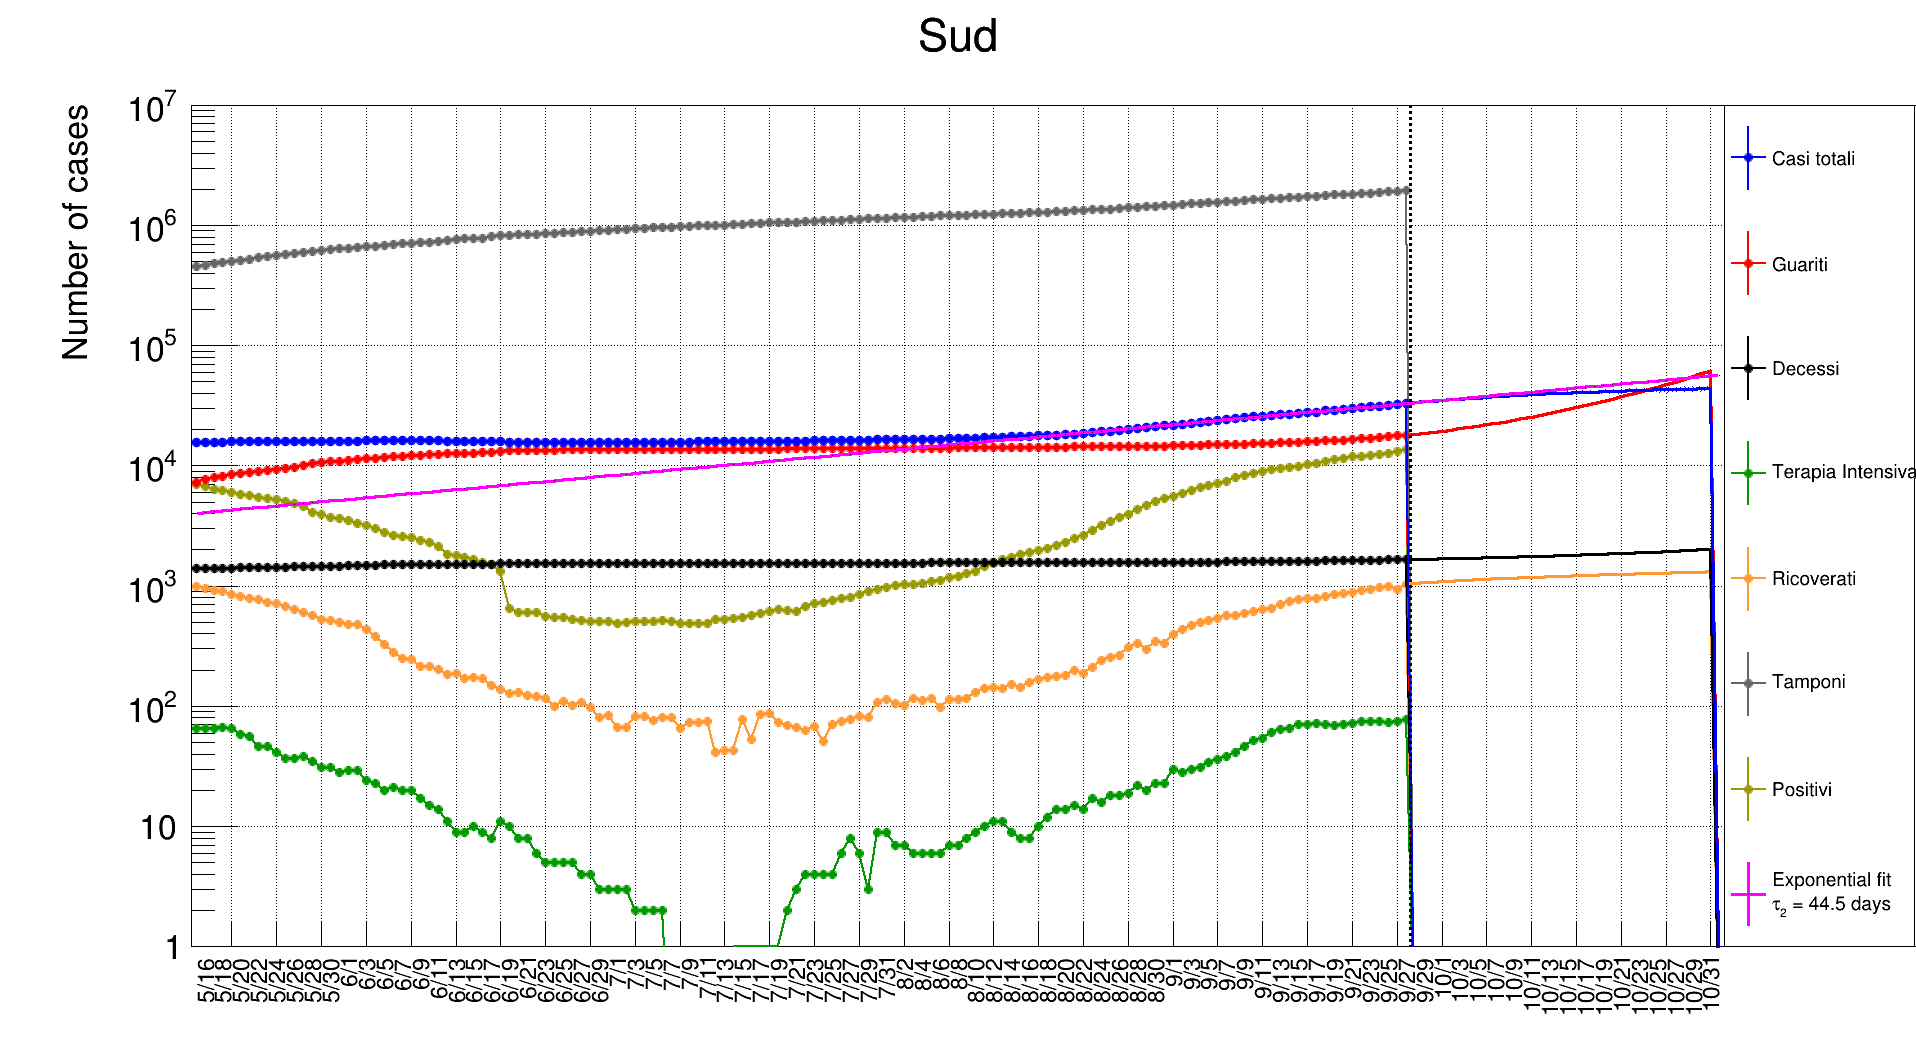 Sud
Number of cases
10^7
10^6
10^5
10^4
10^3
10^2
10
1
5/16 5/18 5/20 5/22 5/24 5/26 5/28 5/30 6/1 6/3 6/5 6/7 6/9 6/11 6/13 6/15 6/17 6/19 6/21 6/23 6/25 6/27 6/29 7/1 7/3 7/5 7/7 7/9 7/11 7/13 7/15 7/17 7/19 7/21 7/23 7/25 7/27 7/29 7/31 8/2 8/4 8/6 8/8 8/10 8/12 8/14 8/16 8/18 8/20 8/22 8/24 8/26 8/28 8/30 9/1 9/3 9/5 9/7 9/9 9/11 9/13 9/15 9/17 9/19 9/21 9/23 9/25 9/27 9/29 10/1 10/3 10/5 10/7 10/9 10/11 10/13 10/15 10/17 10/19 10/21 10/23 10/25 10/27 10/29 10/31
Casi totali
Guariti
Decessi
Terapia Intensiva
Ricoverati
Tamponi
Positivi
Exponential fit
τ_2 = 44.5 days